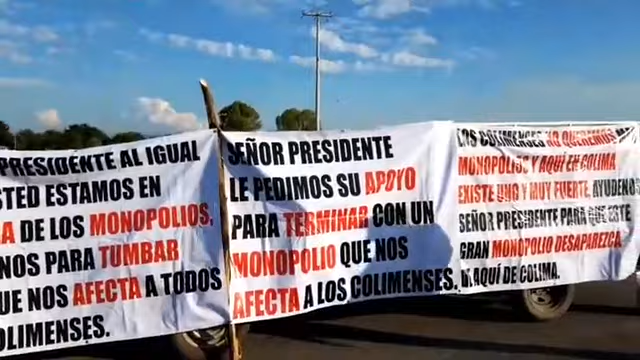 PRESIDENTE AL IGUAL
STED ESTAMOS EN
A DE LOS MONOPOLIOS,
NOS PARA TUMBAR
UE NOS AFECTA A TODOS
OLIMENSES.
SEÑOR PRESIDENTE
LE PEDIMOS SU APOYO
PARA TERMINAR CON UN
MONOPOLIO QUE NOS
AFECTA A LOS COLIMENSES.
LOS COLIMENSES NO QUEREMOS
MONOPOLIOS Y AQUÍ EN COLIMA
EXISTE UNO Y MUY FUERTE AYUDENO
SEÑOR PRESIDENTE PARA QUE ESTE
GRAN MONOPOLIO DESAPAREZCA
AQUÍ DE COLIMA.